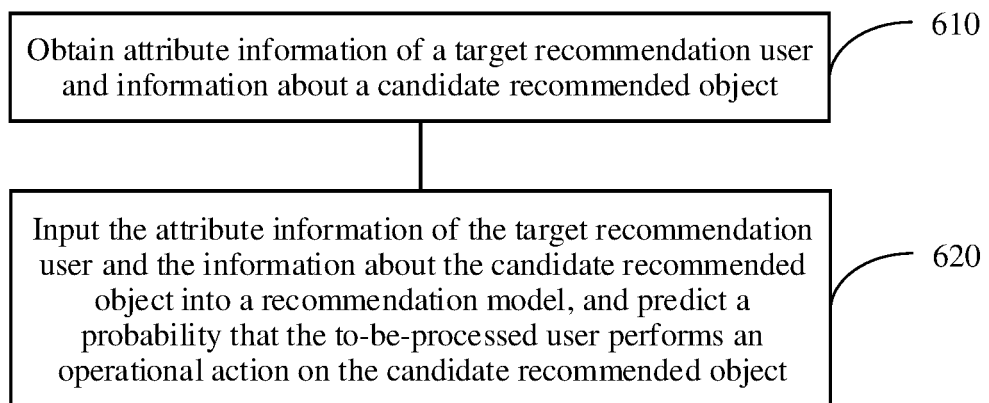 Obtain attribute information of a target recommendation user
and information about a candidate recommended object
610
Input the attribute information of the target recommendation
user and the information about the candidate recommended
object into a recommendation model, and predict a
probability that the to-be-processed user performs an
operational action on the candidate recommended object
620